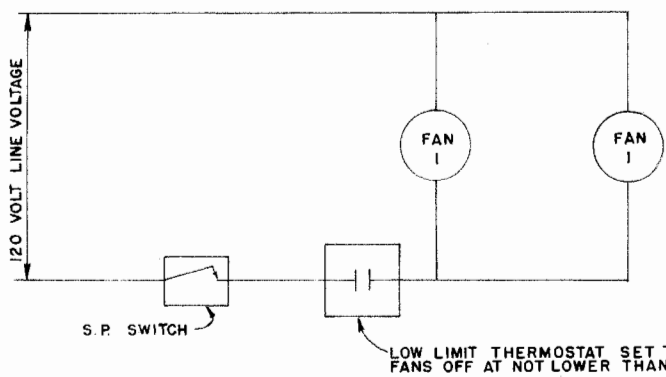 120 VOLT LINE VOLTAGE
FAN
1
FAN
1
S.P. SWITCH
LOW LIMIT THERMOSTAT SET
FANS OFF AT NOT LOWER THAN